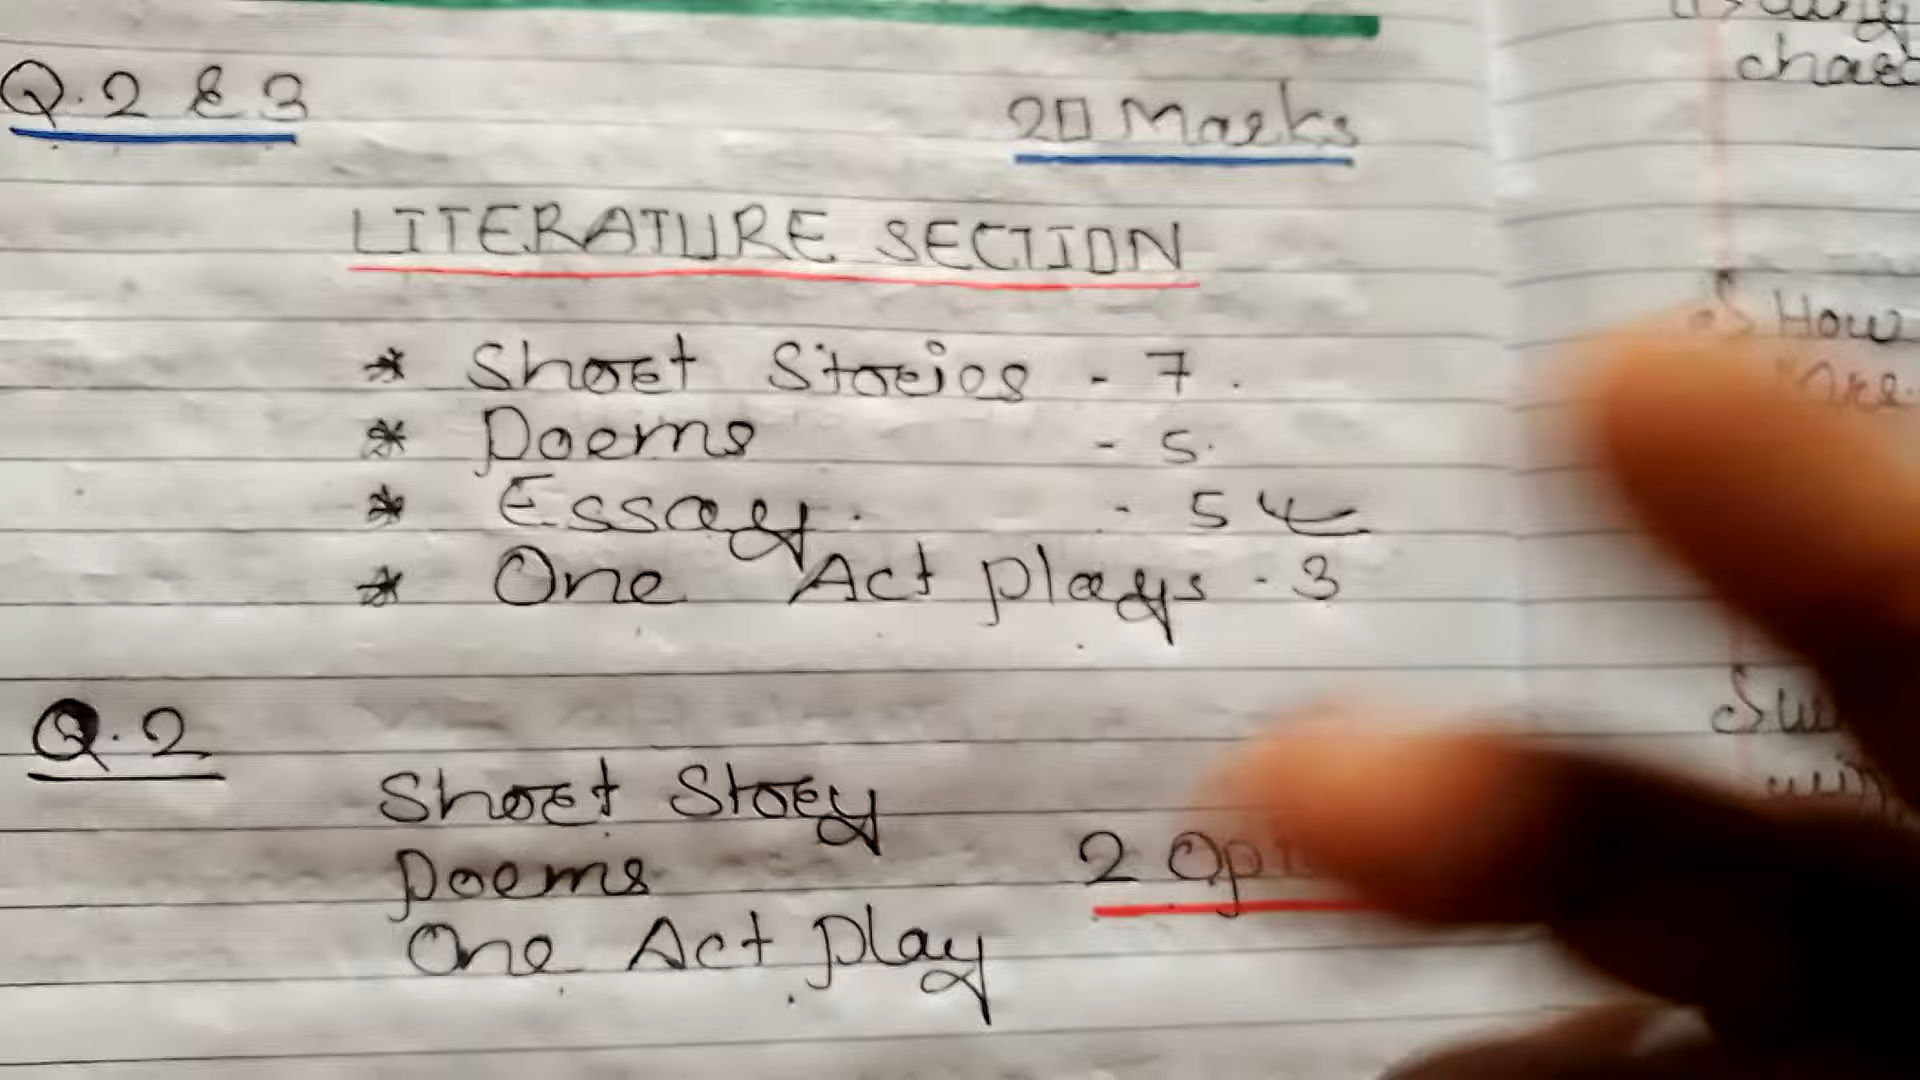 Q.2 & 3
20 Marks
LITERATURE SECTION
* Short Stories - 7.
* Poems - 5.
* Essay. - 5 4
* One Act plays - 3
Q.2
Short Story
Poems
2
One Act play
How